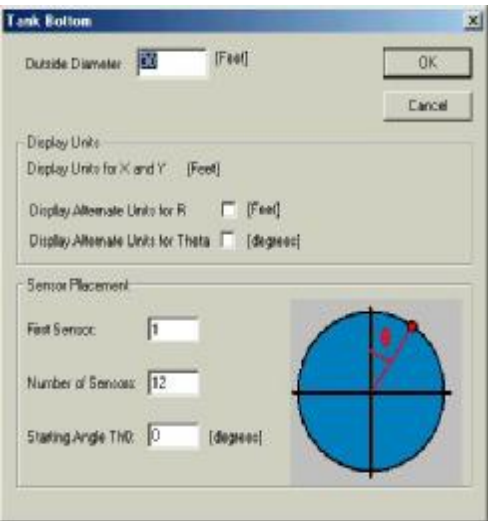 Tank Bottom
Outside Diameter 30 [Feet]
OK
Cancel
Display Units
Display Units for X and Y [Feet]
Display Alternate Units for R [Feet]
Display Alternate Units for Theta [degrees]
Sensor Placement
First Sensor: 1
Number of Sensors: 12
Starting Angle TH0: 0 [degrees]
θ